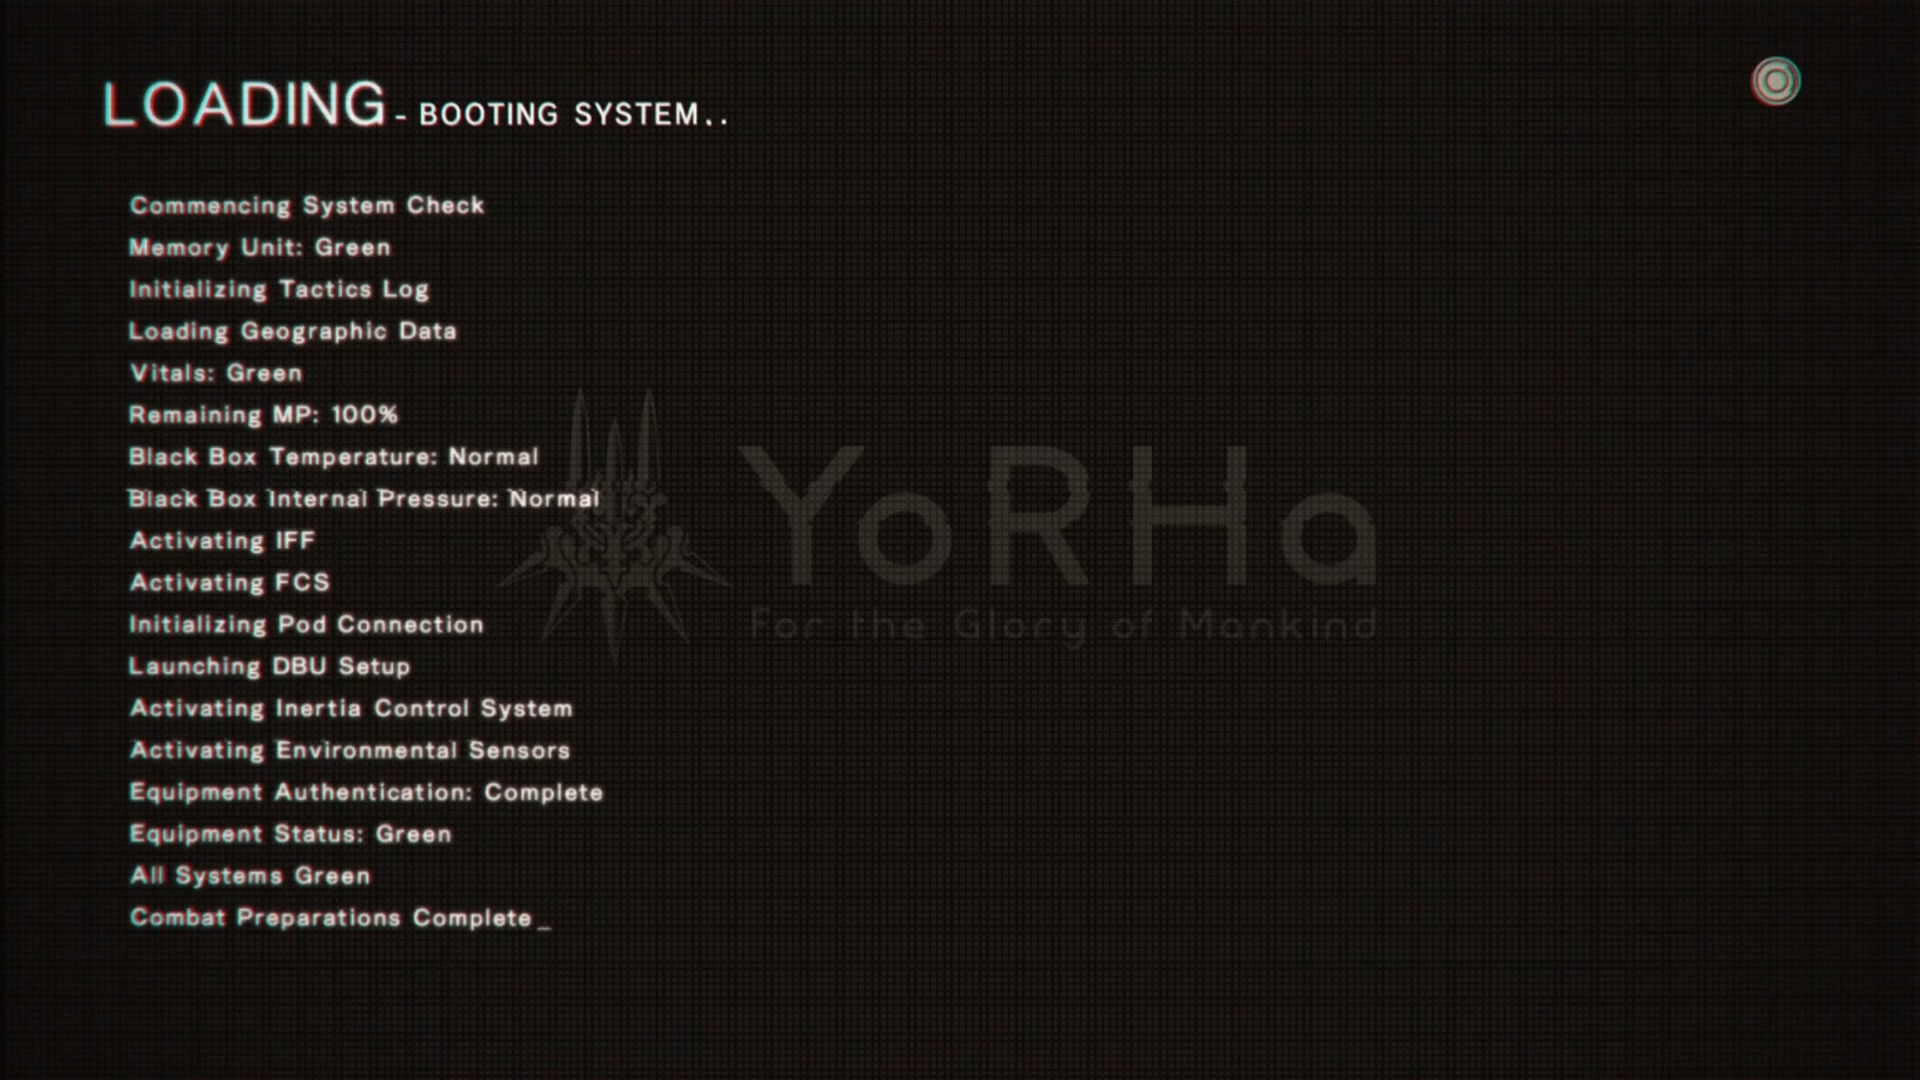 LOADING - BOOTING SYSTEM..
Commencing System Check
Memory Unit: Green
Initializing Tactics Log
Loading Geographic Data
Vitals: Green
Remaining MP: 100%
Black Box Temperature: Normal
Black Box Internal Pressure: Normal
Activating IFF
Activating FCS
Initializing Pod Connection
Launching DBU Setup
Activating Inertia Control System
Activating Environmental Sensors
Equipment Authentication: Complete
Equipment Status: Green
All Systems Green
Combat Preparations Complete _
YoRHa
For the Glory of Mankind